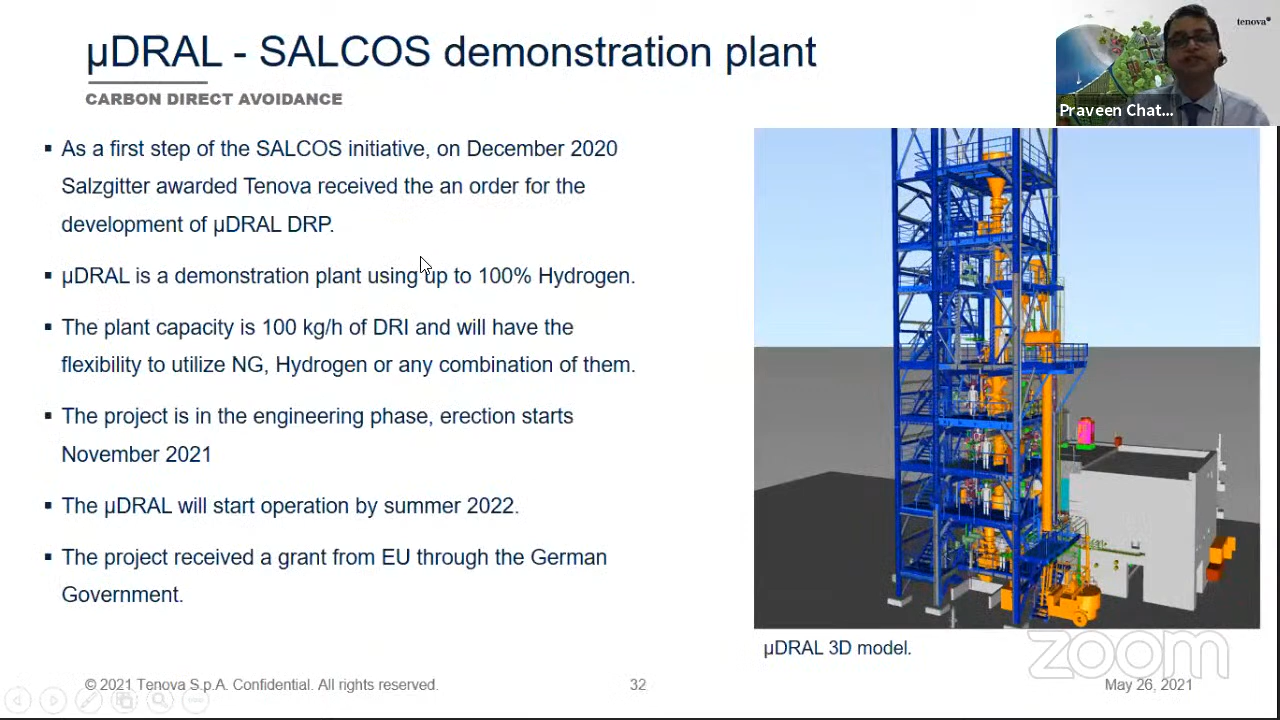 µDRAL - SALCOS demonstration plant
CARBON DIRECT AVOIDANCE
tenova
Praveen Chat...
▪ As a first step of the SALCOS initiative, on December 2020
Salzgitter awarded Tenova received the an order for the
development of µDRAL DRP.
▪ µDRAL is a demonstration plant using up to 100% Hydrogen.
▪ The plant capacity is 100 kg/h of DRI and will have the
flexibility to utilize NG, Hydrogen or any combination of them.
▪ The project is in the engineering phase, erection starts
November 2021
▪ The µDRAL will start operation by summer 2022.
▪ The project received a grant from EU through the German
Government.
µDRAL 3D model.
zoom
© 2021 Tenova S.p.A. Confidential. All rights reserved.
32
May 26, 2021